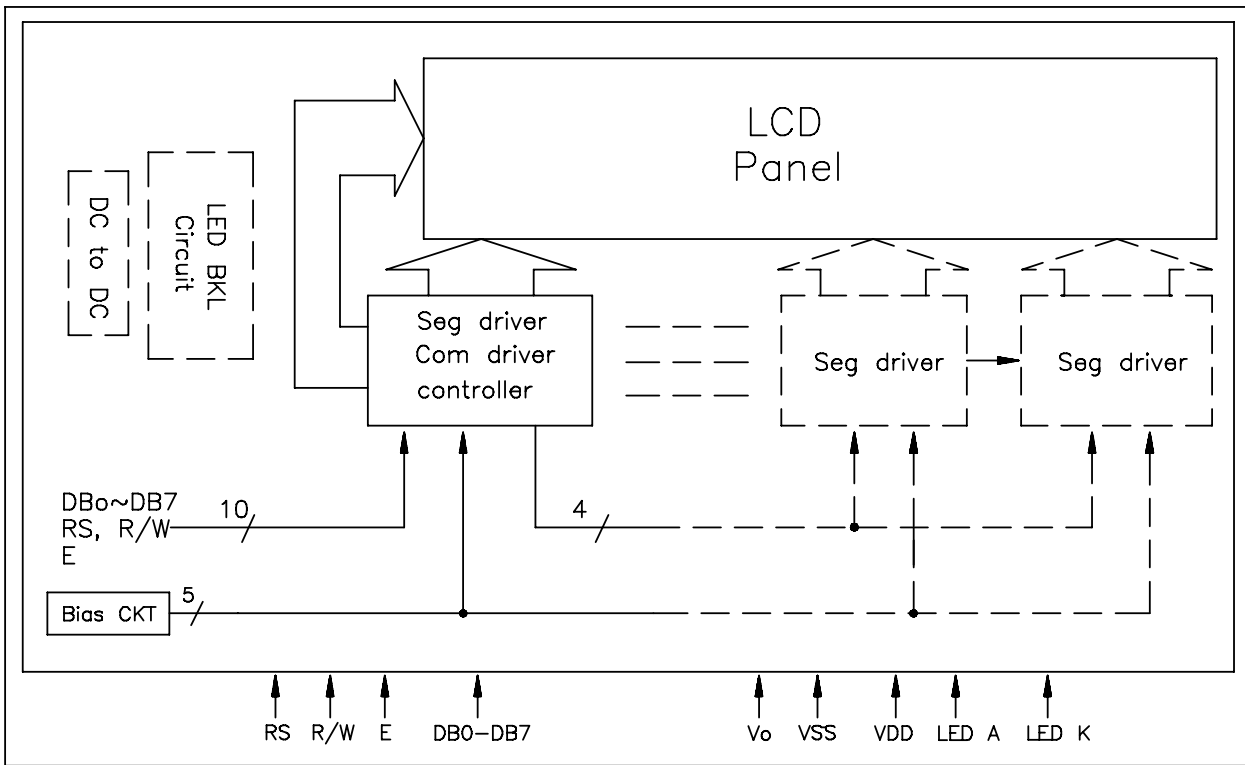 LCD
Panel
DC to DC
LED BKL
Circuit
Seg driver
Com driver
controller
Seg driver
Seg driver
DBo~DB7
RS, R/W
E
10
4
Bias CKT
5
RS R/W E DB0-DB7 Vo VSS VDD LED A LED K